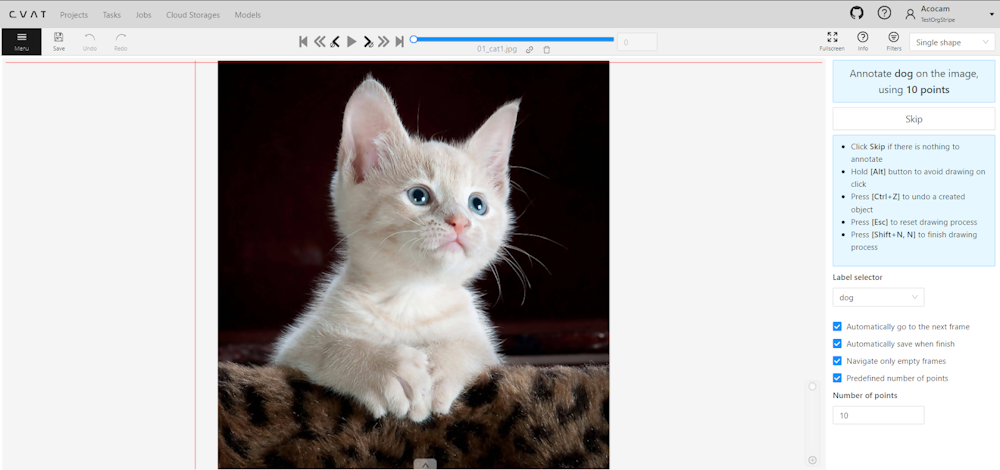 CVAT
Projects
Tasks
Jobs
Cloud Storages
Models
Acocam
TestOrgStripe
Menu
Save
Undo
Redo
01_cat1.jpg
0
Fullscreen
Info
Filters
Single shape
Annotate dog on the image,
using 10 points
Skip
Click Skip if there is nothing to
annotate
Hold [Alt] button to avoid drawing on
click
Press [Ctrl+Z] to undo a created
object
Press [Esc] to reset drawing process
Press [Shift+N, N] to finish drawing
process
Label selector
dog
Automatically go to the next frame
Automatically save when finish
Navigate only empty frames
Predefined number of points
Number of points
10